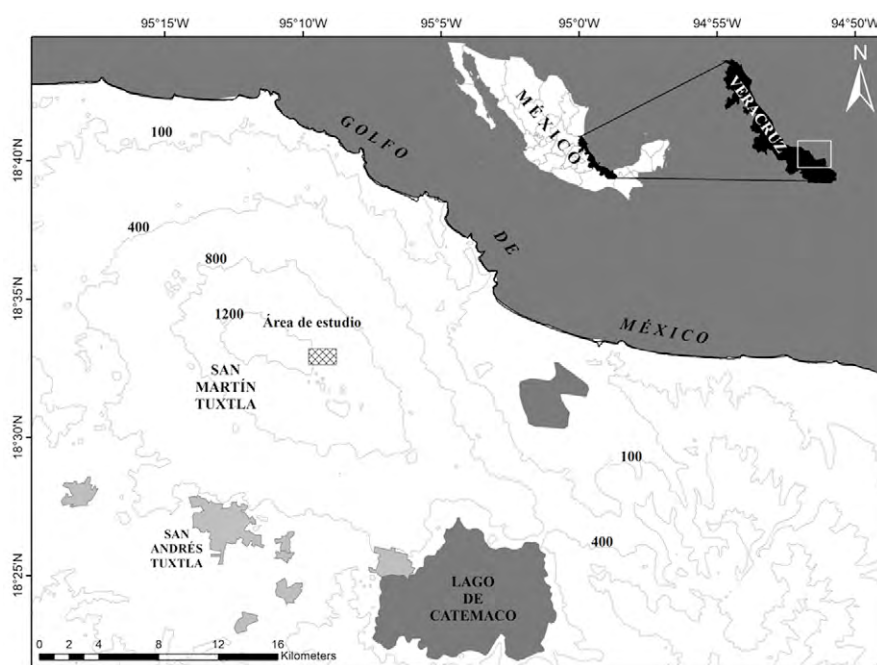 95°15'W 95°10'W 95°5'W 95°0'W 94°55'W 94°50'W
N
MÉXICO
VERACRUZ
GOLFO
DE
MÉXICO
18°40'N
18°35'N
18°30'N
18°25'N
100
400
800
1200
Área de estudio
SAN
MARTÍN
TUXTLA
100
400
SAN
ANDRÉS
TUXTLA
LAGO
DE
CATEMACO
0 2 4 8 12 16
Kilometers